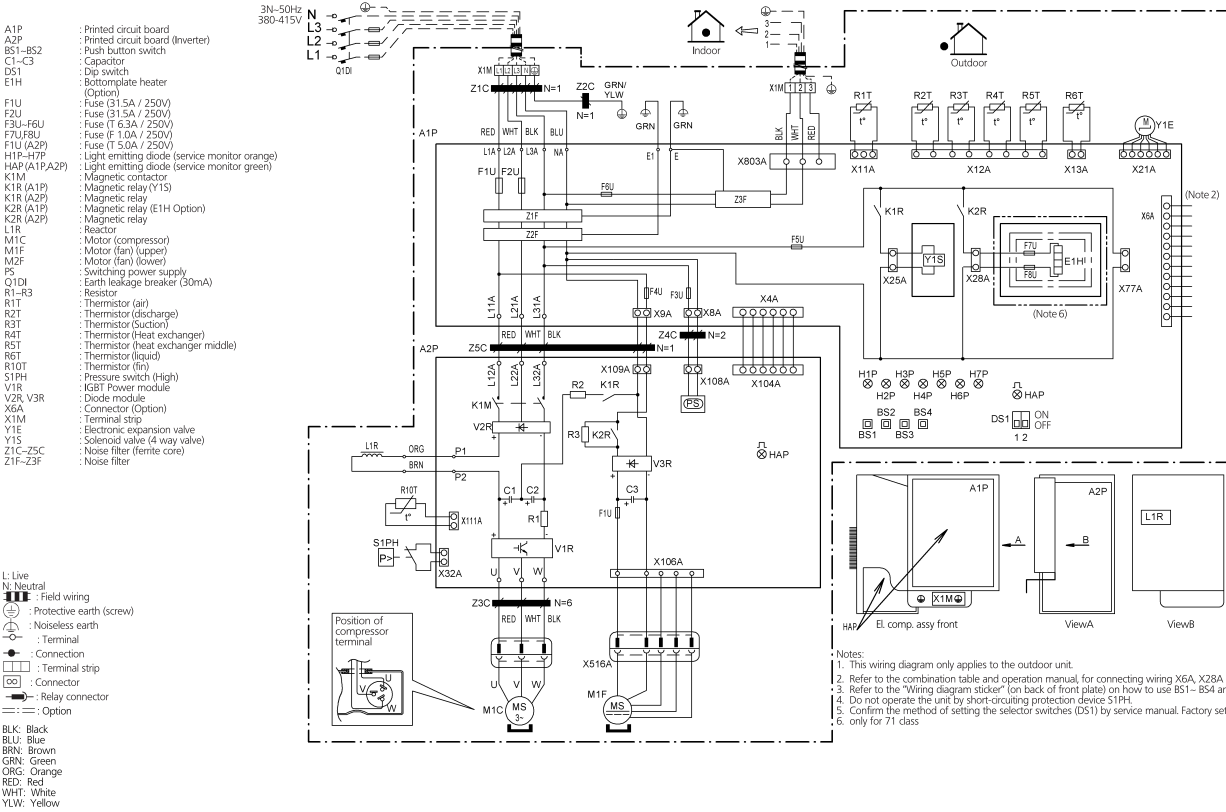 A1P : Printed circuit board
A2P : Printed circuit board (Inverter)
BS1~BS2 : Push button switch
C1~C3 : Capacitor
DS1 : Dip switch
E1H : Bottomplate heater
(Option)
F1U : Fuse (31.5A / 250V)
F2U : Fuse (31.5A / 250V)
F3U~F6U : Fuse (T 6.3A / 250V)
F7U,F8U : Fuse (F 1.0A / 250V)
F1U (A2P) : Fuse (T 5.0A / 250V)
H1P~H7P : Light emitting diode (service monitor orange)
HAP (A1P,A2P) : Light emitting diode (service monitor green)
K1M : Magnetic contactor
K1R (A1P) : Magnetic relay (Y1S)
K1R (A2P) : Magnetic relay
K2R (A1P) : Magnetic relay (E1H Option)
K2R (A2P) : Magnetic relay
L1R : Reactor
M1C : Motor (compressor)
M1F : Motor (fan) (upper)
M2F : Motor (fan) (lower)
PS : Switching power supply
Q1DI : Earth leakage breaker (30mA)
R1~R3 : Resistor
R1T : Thermistor (air)
R2T : Thermistor (discharge)
R3T : Thermistor (Suction)
R4T : Thermistor (Heat exchanger)
R5T : Thermistor (heat exchanger middle)
R6T : Thermistor (liquid)
R10T : Thermistor (fin)
S1PH : Pressure switch (High)
V1R : IGBT Power module
V2R, V3R : Diode module
X6A : Connector (Option)
X1M : Terminal strip
Y1E : Electronic expansion valve
Y1S : Solenoid valve (4 way valve)
Z1C~Z5C : Noise filter (ferrite core)
Z1F~Z3F : Noise filter
L: Live
N: Neutral
: Field wiring
: Protective earth (screw)
: Noiseless earth
: Terminal
: Connection
: Terminal strip
: Connector
: Relay connector
: Option
BLK: Black
BLU: Blue
BRN: Brown
GRN: Green
ORG: Orange
RED: Red
WHT: White
YLW: Yellow
3N~50Hz
380-415V
N
L3
L2
L1
Q1DI
X1M L1 L2 L3 N
Z1C N=1
Z2C
N=1
GRN/
YLW
GRN GRN
Indoor
3
2
1
X1M 1 2 3
Outdoor
A1P
RED WHT BLK BLU
L1A L2A L3A NA
E1 E
BLK WHT RED
X803A
F1U F2U
F6U
Z3F
Z1F
Z2F
F5U
R1T R2T R3T R4T R5T R6T
t° t° t° t° t° t°
M Y1E
X11A X12A X13A X21A
(Note 2)
X6A
K1R K2R
Y1S
F7U
F8U
E1H
X25A X28A X77A
(Note 6)
L11A L21A L31A
F4U F3U
X9A X8A X4A
RED WHT BLK
Z4C N=2
Z5C N=1
A2P
L12A L22A L32A
X109A X108A X104A
PS
R2 K1R
K1M
V2R
R3 K2R
V3R
HAP
L1R ORG P1
BRN P2
R10T
t°
X111A
C1 C2 C3
R1
F1U
S1PH
P>
X32A
V1R
U V W
X106A
Z3C N=6
RED WHT BLK
X516A
Position of
compressor
terminal
U
V
W
U V W
M1C MS
3~
M1F MS
H1P H3P H5P H7P
H2P H4P H6P
HAP
BS2 BS4
BS1 BS3
DS1 ON
OFF
1 2
A1P
A
A2P
B
L1R
X1M
HAP
El. comp. assy front
ViewA
ViewB
Notes:
1. This wiring diagram only applies to the outdoor unit.
2. Refer to the combination table and operation manual, for connecting wiring X6A, X28A
3. Refer to the "Wiring diagram sticker" (on back of front plate) on how to use BS1~ BS4 ar
4. Do not operate the unit by short-circuiting protection device S1PH.
5. Confirm the method of setting the selector switches (DS1) by service manual. Factory set
6. only for 71 class